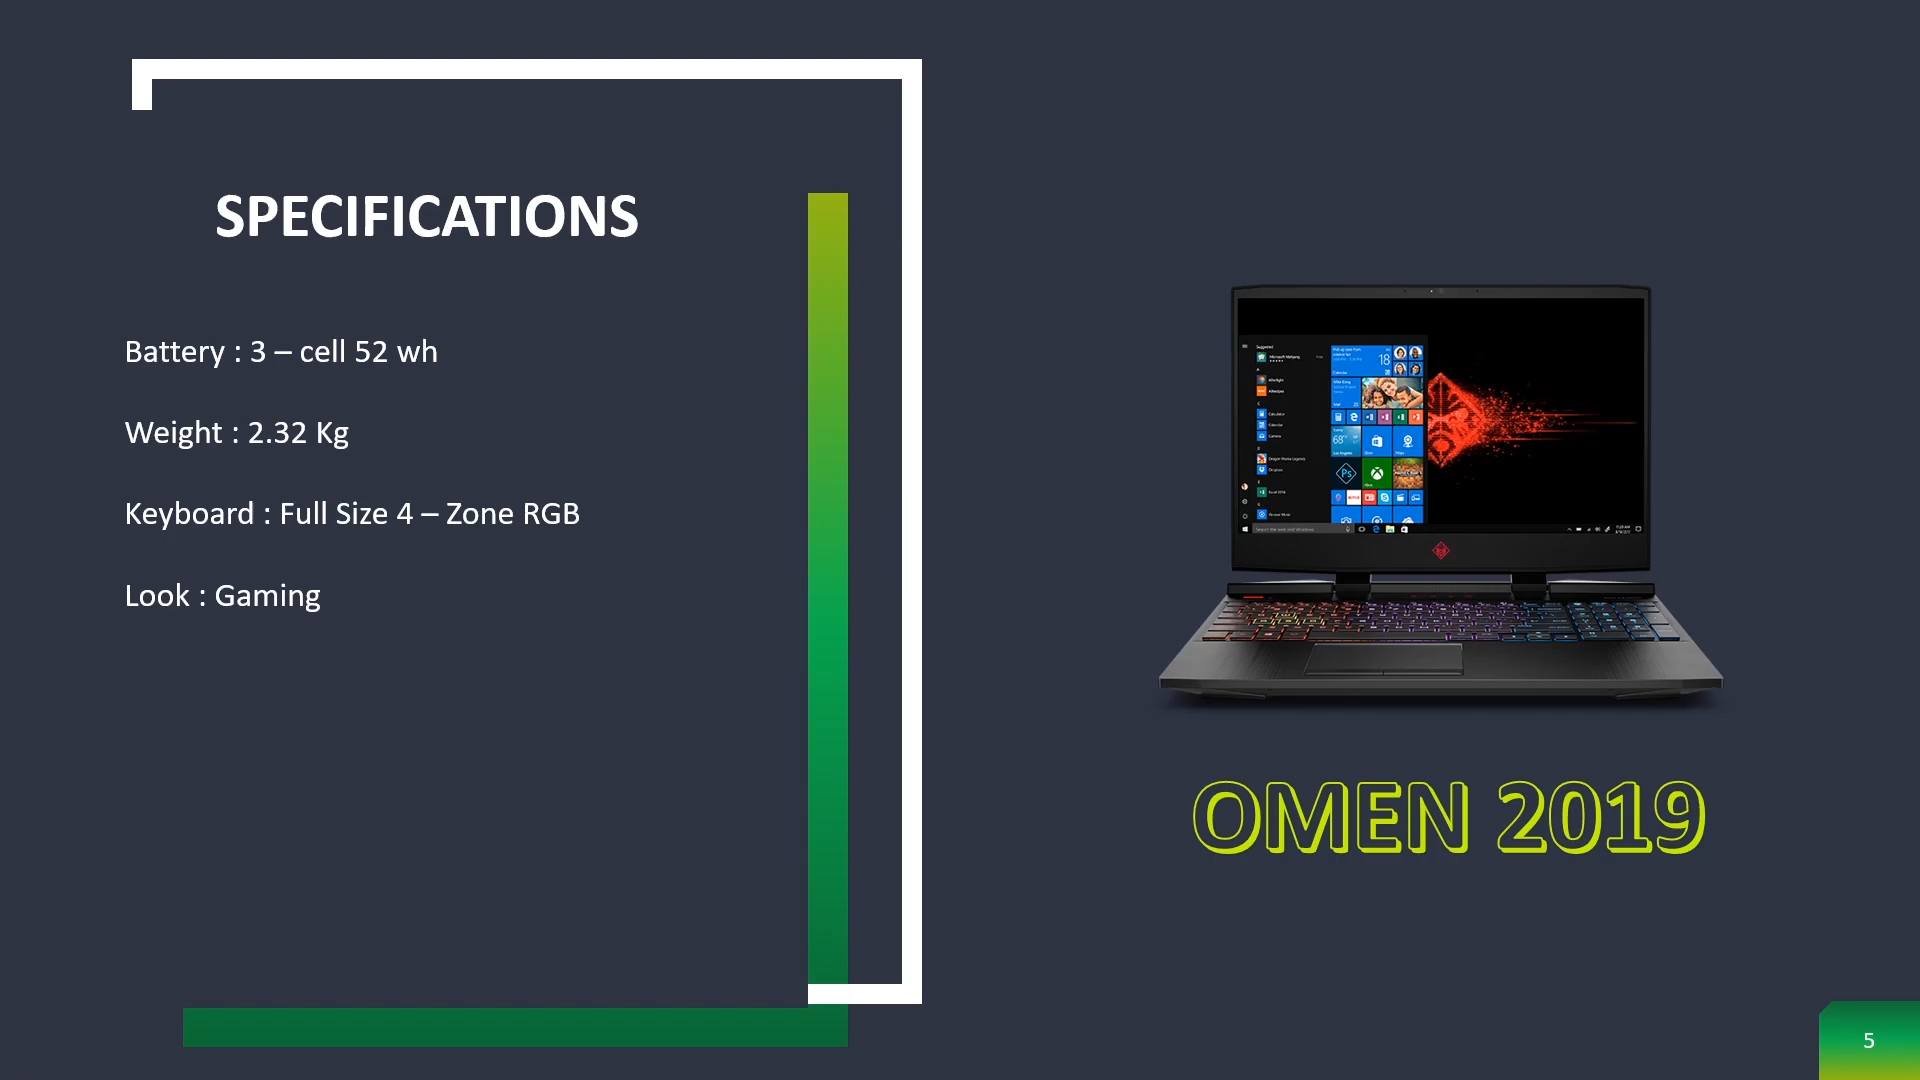 SPECIFICATIONS
Battery : 3 – cell 52 wh
Weight : 2.32 Kg
Keyboard : Full Size 4 – Zone RGB
Look : Gaming
OMEN 2019
5